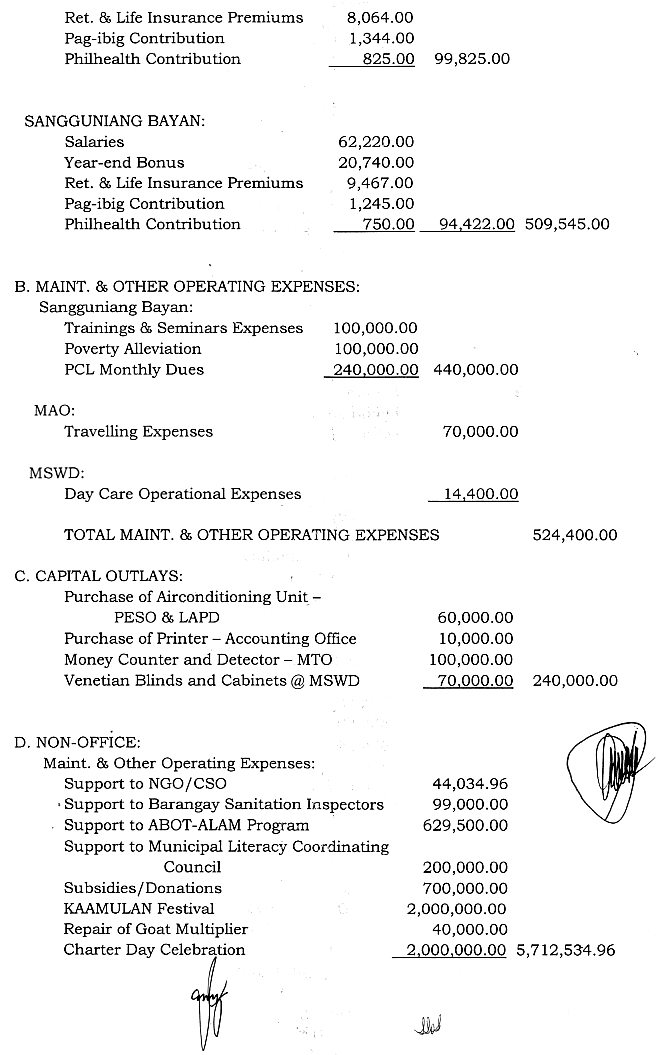 Ret. & Life Insurance Premiums 8,064.00
Pag-ibig Contribution 1,344.00
Philhealth Contribution 825.00 99,825.00
SANGGUNIANG BAYAN:
Salaries 62,220.00
Year-end Bonus 20,740.00
Ret. & Life Insurance Premiums 9,467.00
Pag-ibig Contribution 1,245.00
Philhealth Contribution 750.00 94,422.00 509,545.00
B. MAINT. & OTHER OPERATING EXPENSES:
Sangguniang Bayan:
Trainings & Seminars Expenses 100,000.00
Poverty Alleviation 100,000.00
PCL Monthly Dues 240,000.00 440,000.00
MAO:
Travelling Expenses 70,000.00
MSWD:
Day Care Operational Expenses 14,400.00
TOTAL MAINT. & OTHER OPERATING EXPENSES 524,400.00
C. CAPITAL OUTLAYS:
Purchase of Airconditioning Unit –
PESO & LAPD 60,000.00
Purchase of Printer – Accounting Office 10,000.00
Money Counter and Detector – MTO 100,000.00
Venetian Blinds and Cabinets @ MSWD 70,000.00 240,000.00
D. NON-OFFICE:
Maint. & Other Operating Expenses:
Support to NGO/CSO 44,034.96
Support to Barangay Sanitation Inspectors 99,000.00
Support to ABOT-ALAM Program 629,500.00
Support to Municipal Literacy Coordinating
Council 200,000.00
Subsidies/Donations 700,000.00
KAAMULAN Festival 2,000,000.00
Repair of Goat Multiplier 40,000.00
Charter Day Celebration 2,000,000.00 5,712,534.96